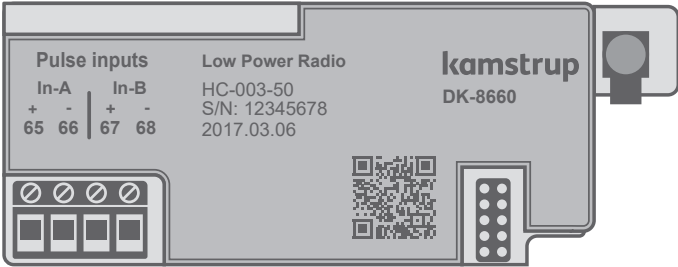 Pulse inputs
In-A In-B
+ - + -
65 66 67 68
Low Power Radio
HC-003-50
S/N: 12345678
2017.03.06
kamstrup
DK-8660